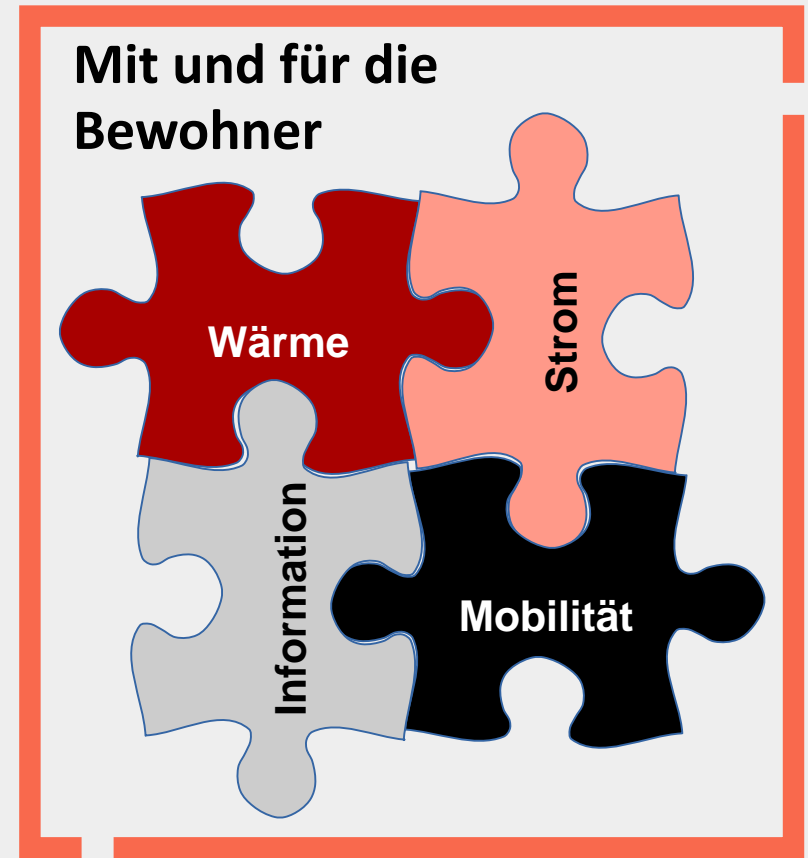 Mit und für die
Bewohner
Wärme
Strom
Information
Mobilität